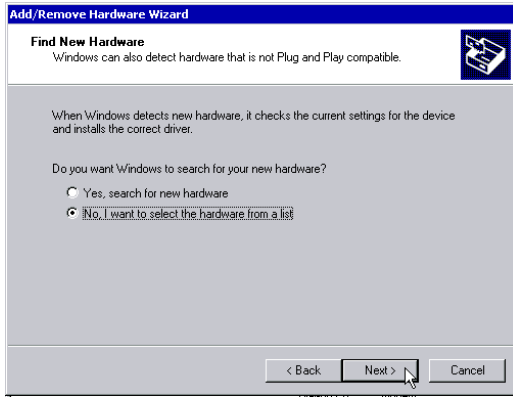 Add/Remove Hardware Wizard
Find New Hardware
Windows can also detect hardware that is not Plug and Play compatible.
When Windows detects new hardware, it checks the current settings for the device
and installs the correct driver.
Do you want Windows to search for your new hardware?
Yes, search for new hardware
No, I want to select the hardware from a list
< Back Next > Cancel